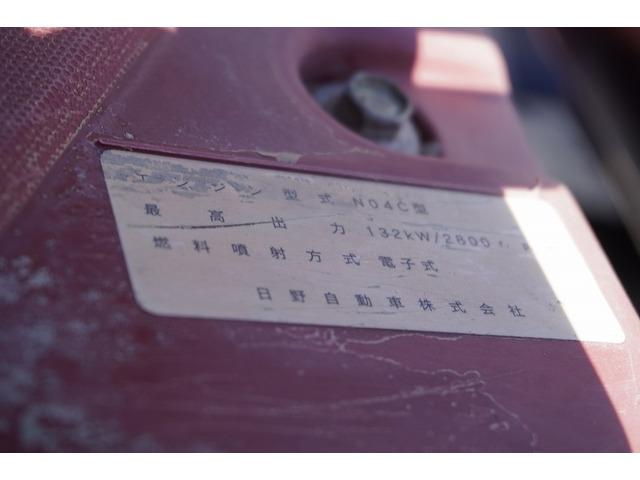 エンジン型式 N04C型
最高出力 132kW/2800r.p
燃料噴射方式 電子式
日野自動車株式会社